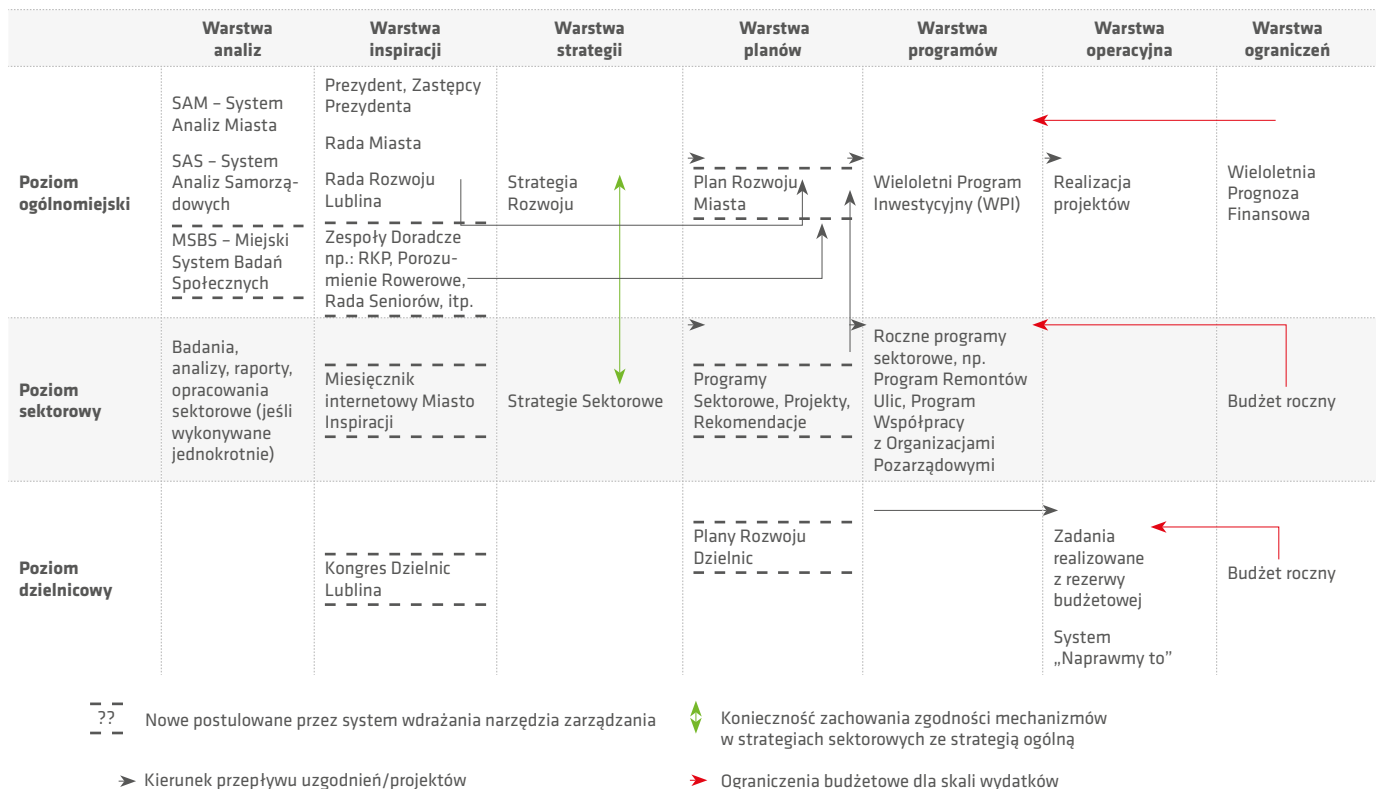 Warstwa
analiz
Warstwa
inspiracji
Warstwa
strategii
Warstwa
planów
Warstwa
programów
Warstwa
operacyjna
Warstwa
ograniczeń
Poziom
ogólnomiejski
SAM – System
Analiz Miasta
SAS – System
Analiz Samorzą-
dowych
MSBS – Miejski
System Badań
Społecznych
Prezydent, Zastępcy
Prezydenta
Rada Miasta
Rada Rozwoju
Lublina
Zespoły Doradcze
np.: RKP, Porozu-
mienie Rowerowe,
Rada Seniorów, itp.
Strategia
Rozwoju
Plan Rozwoju
Miasta
Wieloletni Program
Inwestycyjny (WPI)
Realizacja
projektów
Wieloletnia
Prognoza
Finansowa
Poziom
sektorowy
Badania,
analizy, raporty,
opracowania
sektorowe (jeśli
wykonywane
jednokrotnie)
Miesięcznik
internetowy Miasto
Inspiracji
Strategie Sektorowe
Programy
Sektorowe, Projekty,
Rekomendacje
Roczne programy
sektorowe, np.
Program Remontów
Ulic, Program
Współpracy
z Organizacjami
Pozarządowymi
Budżet roczny
Poziom
dzielnicowy
Kongres Dzielnic
Lublina
Plany Rozwoju
Dzielnic
Zadania
realizowane
z rezerwy
budżetowej
System
„Naprawmy to”
Budżet roczny
?? Nowe postulowane przez system wdrażania narzędzia zarządzania
Konieczność zachowania zgodności mechanizmów
w strategiach sektorowych ze strategią ogólną
Kierunek przepływu uzgodnień/projektów
Ograniczenia budżetowe dla skali wydatków